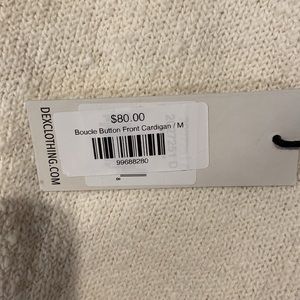 $80.00
Boucle Button Front Cardigan / M
99688280
DEXCLOTHING.COM